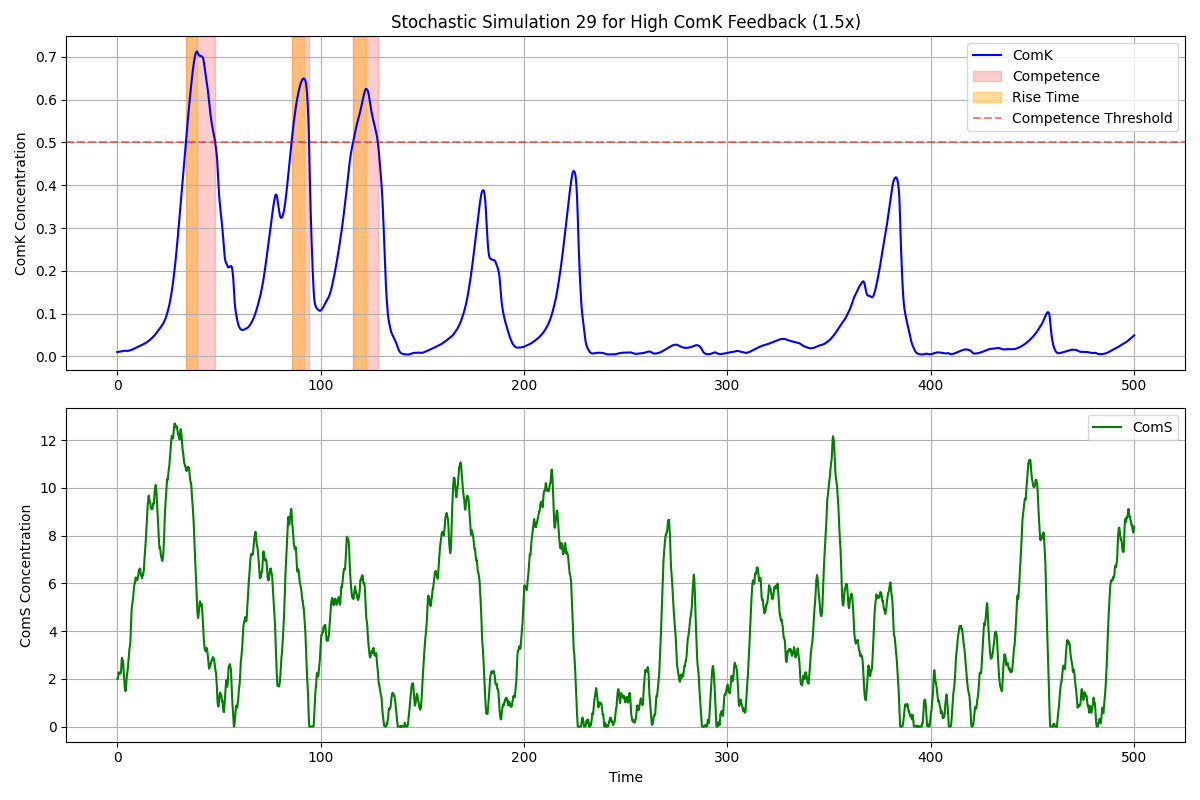 Stochastic Simulation 29 for High ComK Feedback (1.5x)
ComK Concentration
0.7
0.6
0.5
0.4
0.3
0.2
0.1
0.0
ComK
Competence
Rise Time
Competence Threshold
0 100 200 300 400 500
ComS Concentration
12
10
8
6
4
2
0
ComS
0 100 200 300 400 500
Time